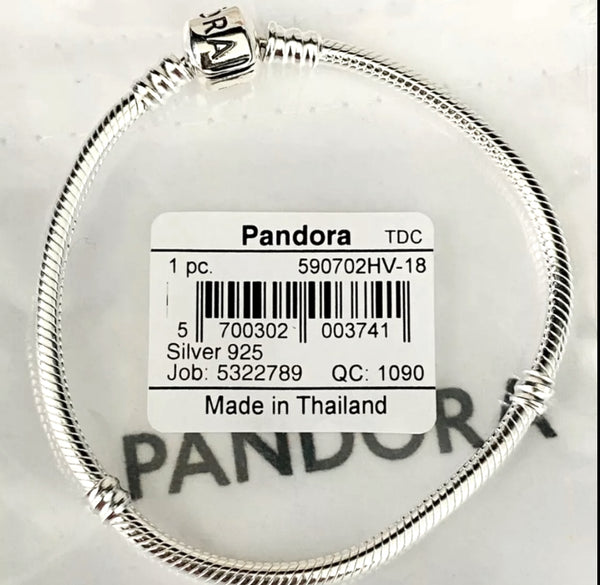 ORA
Pandora TDC
1 pc. 590702HV-18
5 700302 003741
Silver 925
Job: 5322789 QC: 1090
Made in Thailand
PANDORA